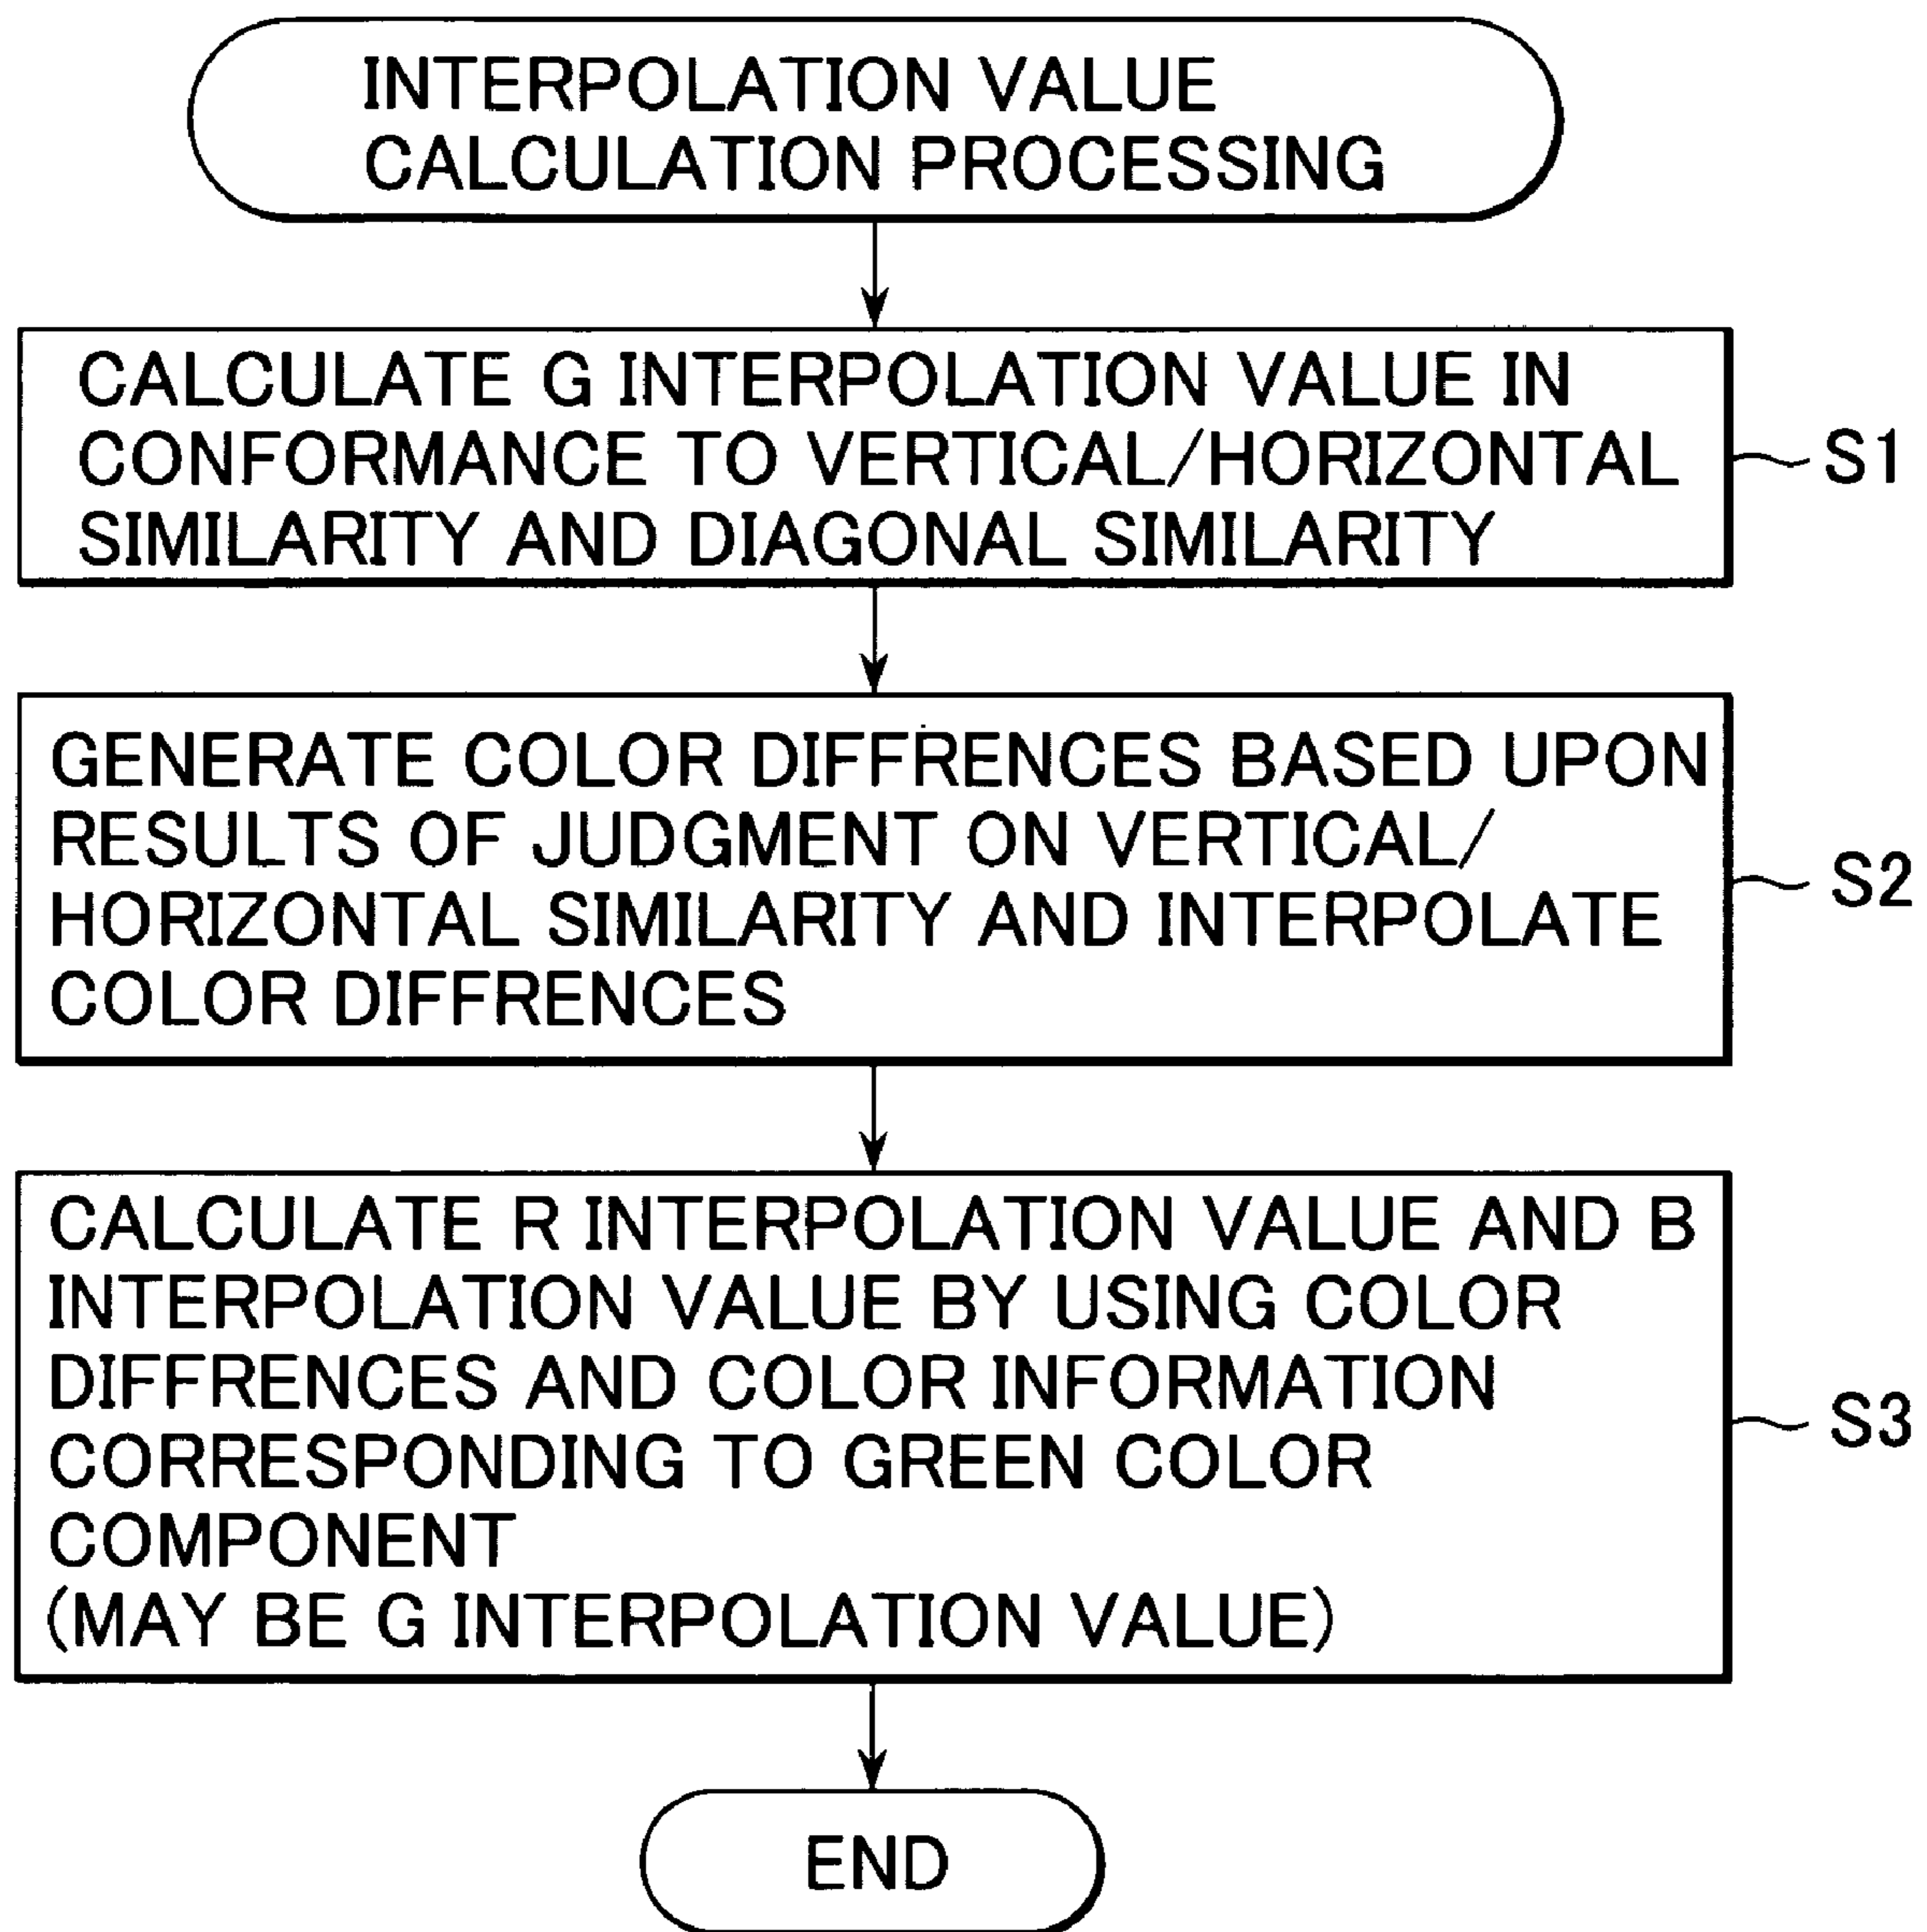 INTERPOLATION VALUE
CALCULATION PROCESSING
CALCULATE G INTERPOLATION VALUE IN
CONFORMANCE TO VERTICAL/HORIZONTAL
SIMILARITY AND DIAGONAL SIMILARITY
S1
GENERATE COLOR DIFFRENCES BASED UPON
RESULTS OF JUDGMENT ON VERTICAL/
HORIZONTAL SIMILARITY AND INTERPOLATE
COLOR DIFFRENCES
S2
CALCULATE R INTERPOLATION VALUE AND B
INTERPOLATION VALUE BY USING COLOR
DIFFRENCES AND COLOR INFORMATION
CORRESPONDING TO GREEN COLOR
COMPONENT
(MAY BE G INTERPOLATION VALUE)
S3
END